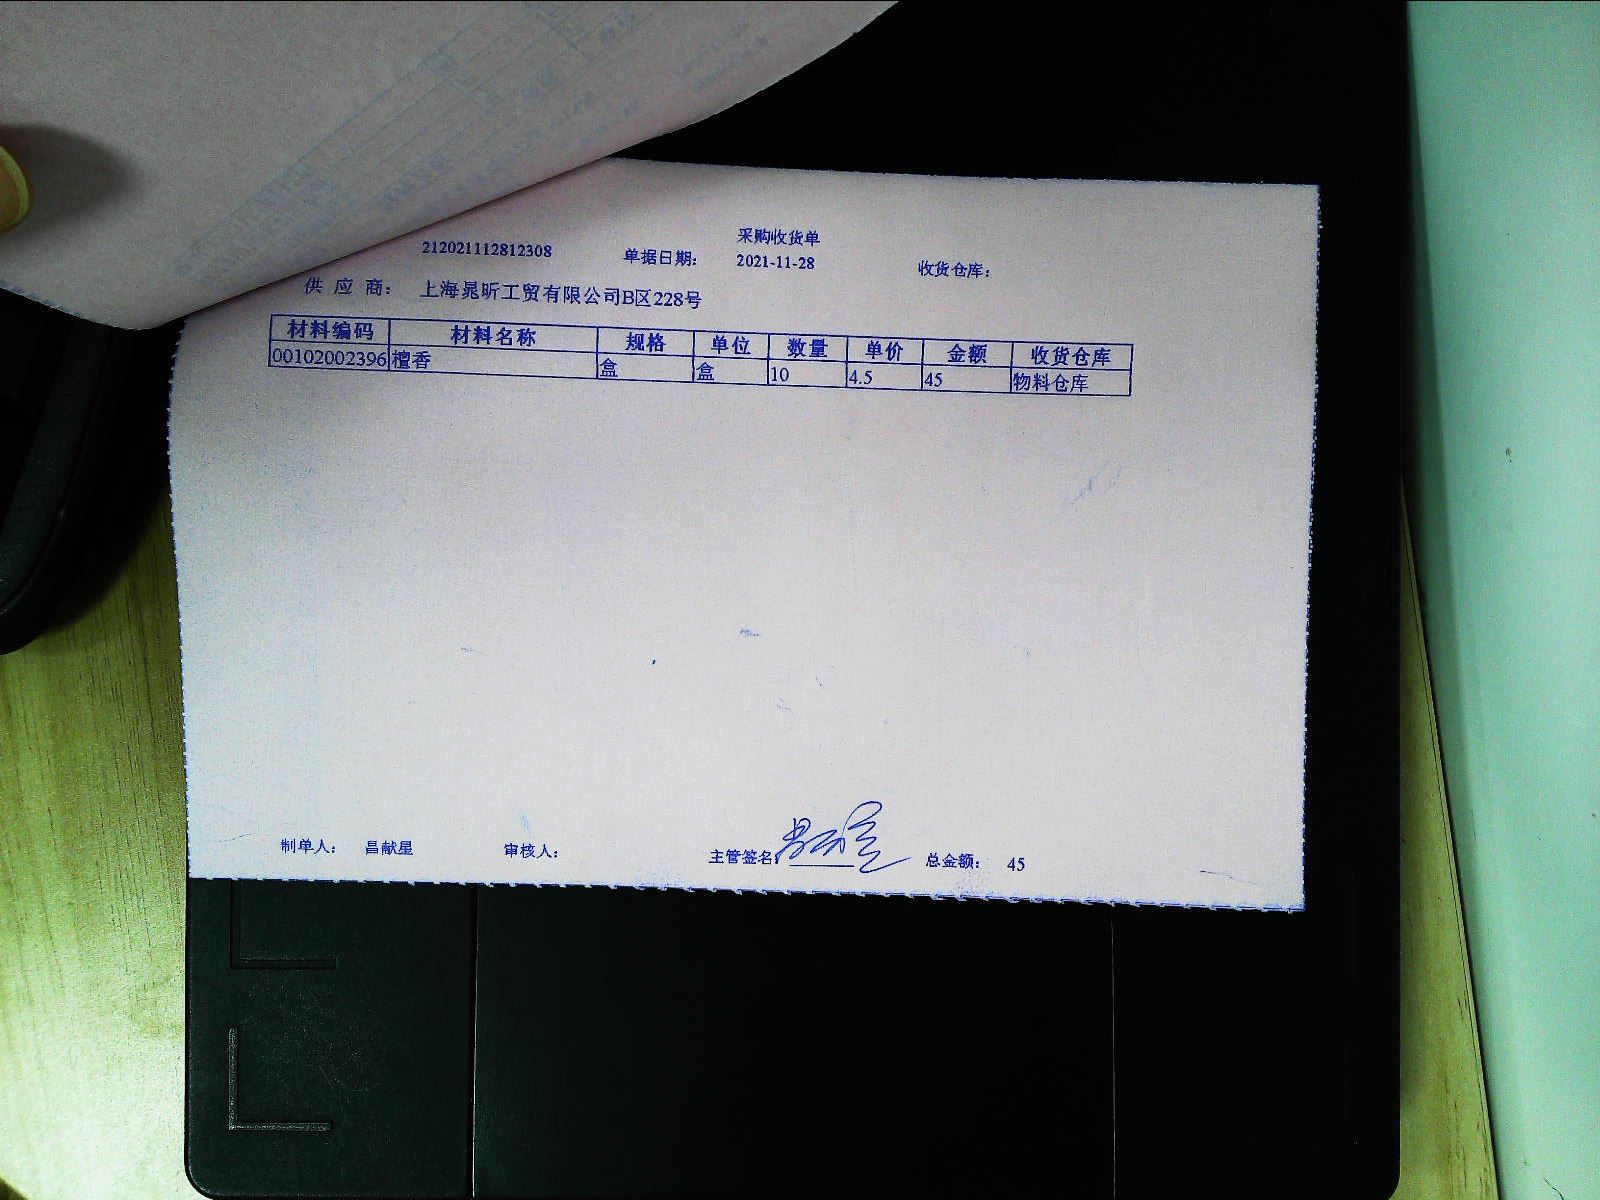 采购收货单
212021112812308 单据日期: 2021-11-28 收货仓库:
供 应 商: 上海晁昕工贸有限公司B区228号
材料编码 材料名称 规格 单位 数量 单价 金额 收货仓库
00102002396 檀香 盒 盒 10 4.5 45 物料仓库
制单人: 昌献星 审核人: 主管签名: 总金额: 45